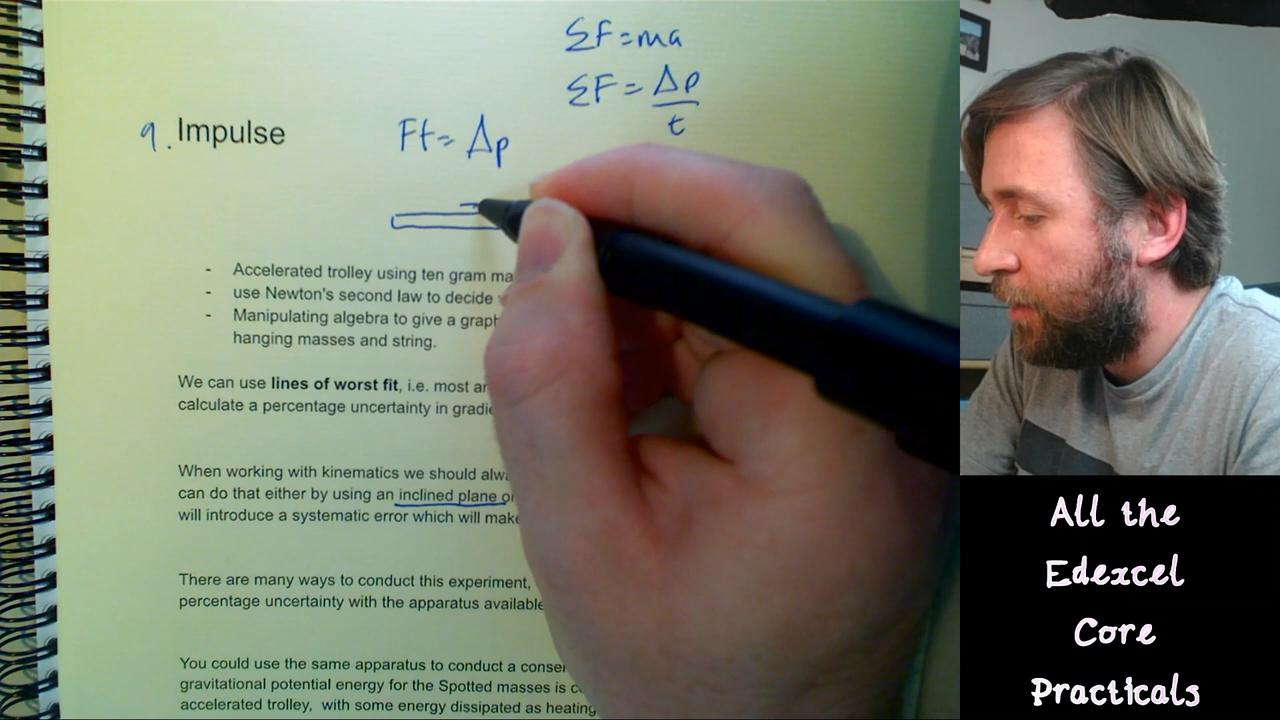 ΣF=ma
ΣF = Δp
t
9. Impulse
Ft = Δp
- Accelerated trolley using ten gram
- use Newton's second law to decide
- Manipulating algebra to give a graph
hanging masses and string.
We can use lines of worst fit, i.e. most
calculate a percentage uncertainty in
When working with kinematics we should
can do that either by using an inclined plane
will introduce a systematic error which will make
There are many ways to conduct this experiment,
percentage uncertainty with the apparatus available
You could use the same apparatus to conduct a
gravitational potential energy for the Spotted masses is
accelerated trolley, with some energy dissipated as heating
All the
Edexcel
Core
Practicals